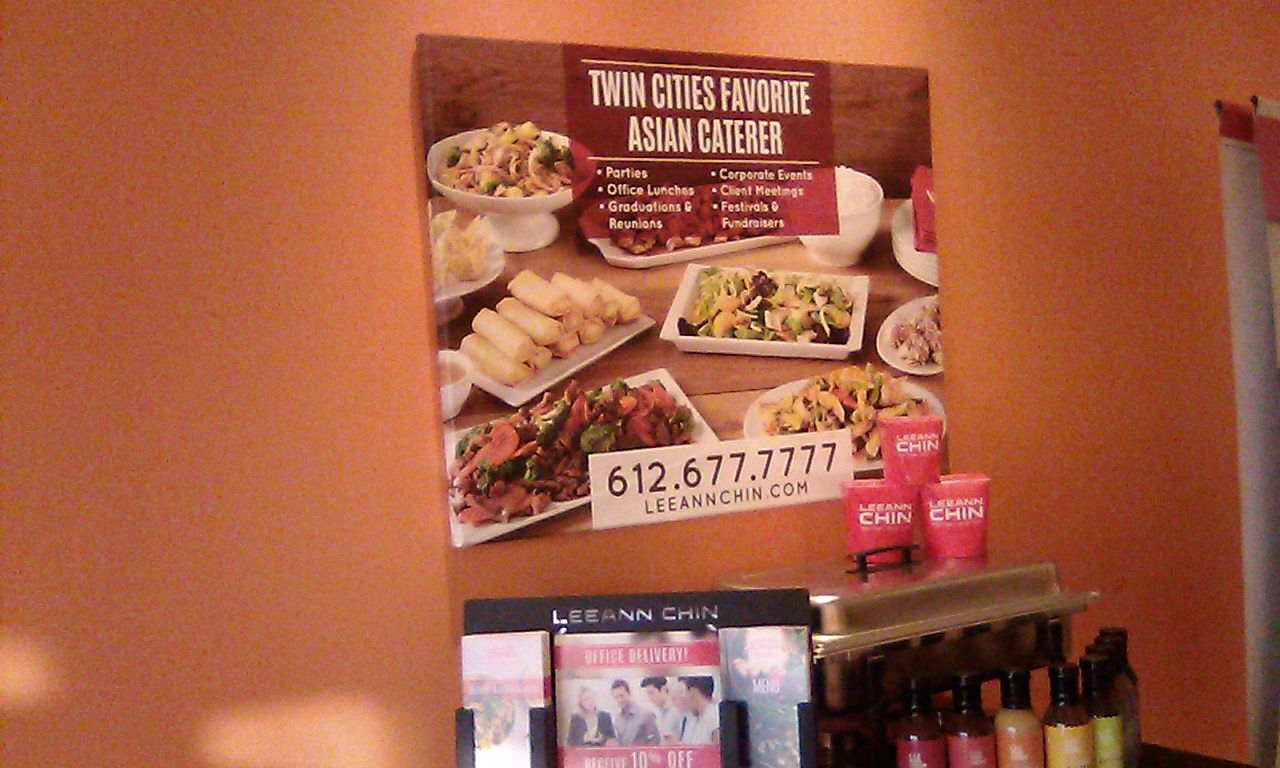 TWIN CITIES FAVORITE
ASIAN CATERER
• Parties
• Office Lunches
• Graduations &
Reunions
• Corporate Events
• Client Meetings
• Festivals &
Fundraisers
612.677.7777
LEEANNCHIN.COM
LEEANN
CHIN
LEEANN
CHIN
LEEANN
CHIN
LEEANN CHIN
OFFICE DELIVERY!
RECEIVE 10% OFF
MENU